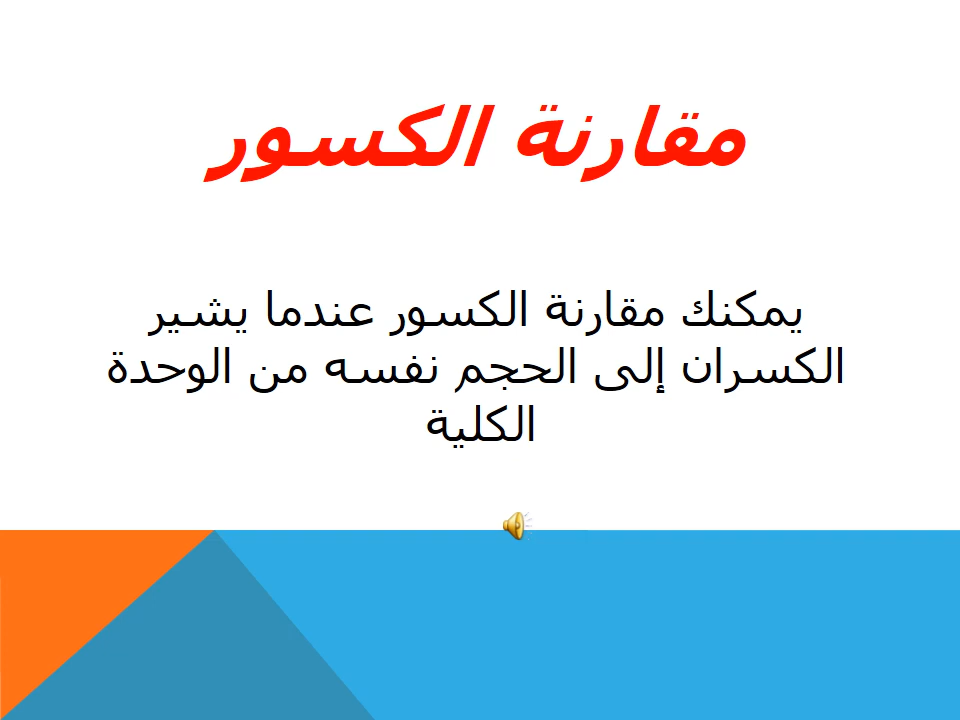 مقارنة الكسور
يمكنك مقارنة الكسور عندما يشير
الكسران إلى الحجم نفسه من الوحدة
الكلية